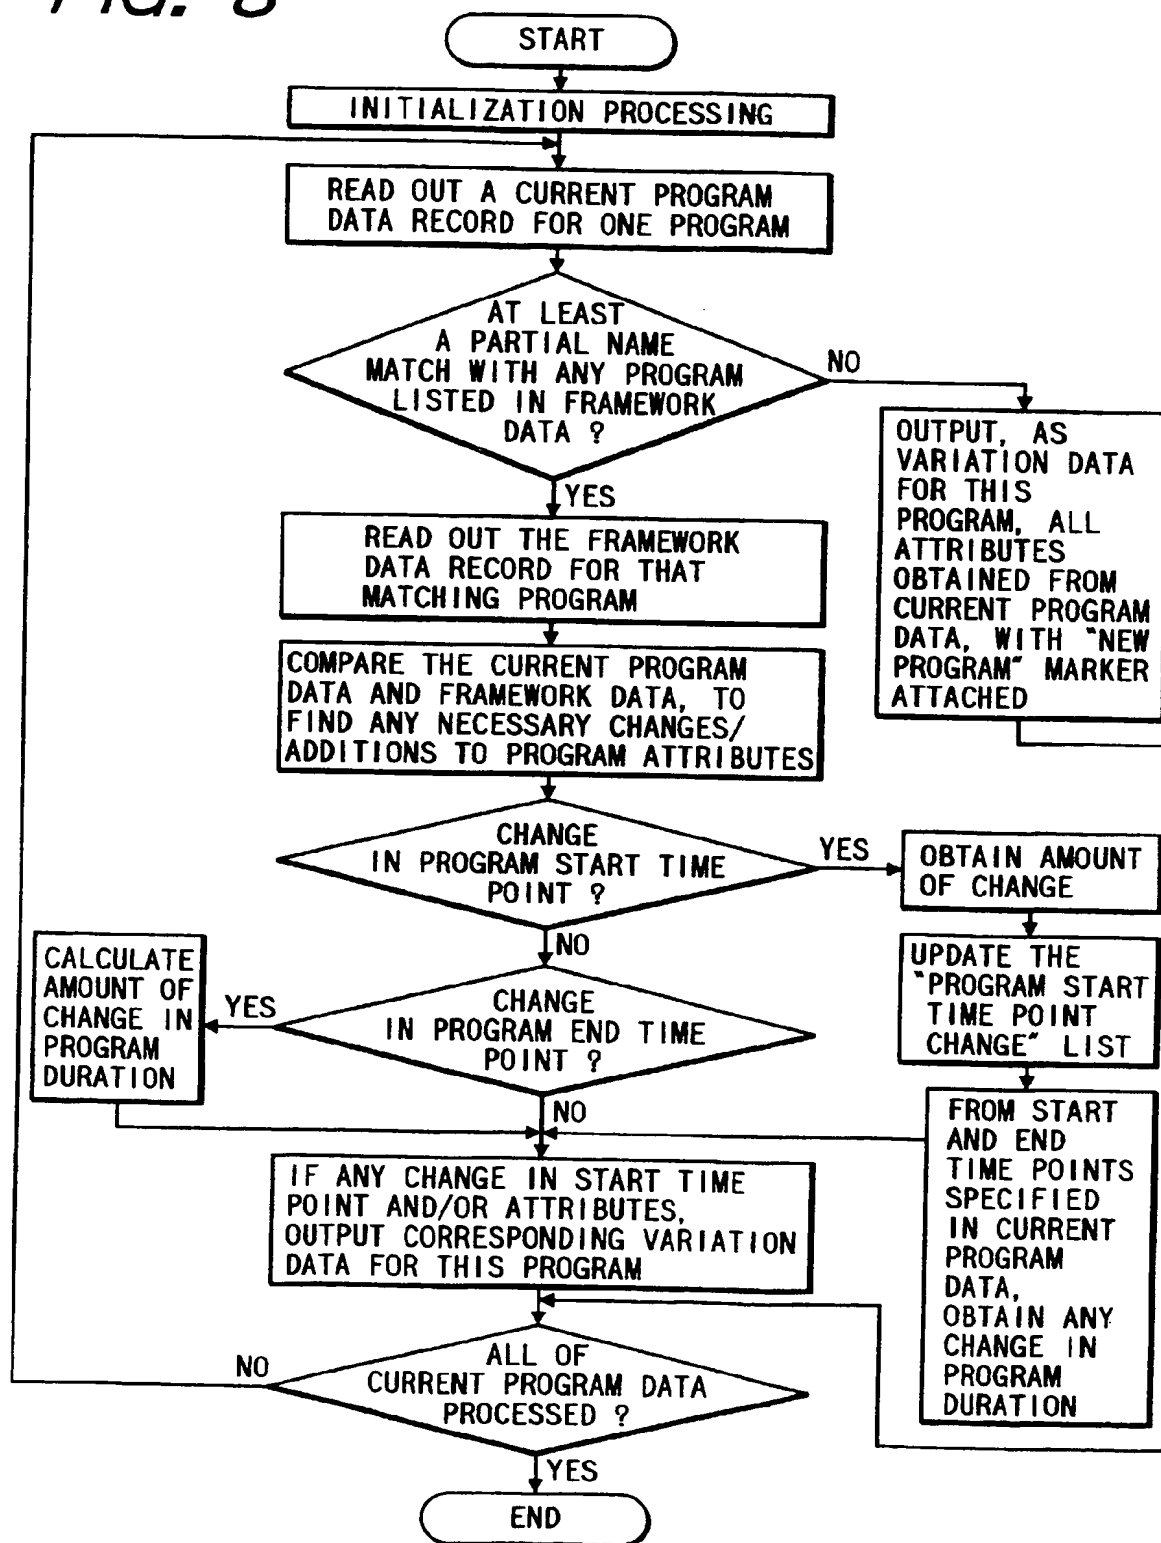 FIG. 8
START
INITIALIZATION PROCESSING
READ OUT A CURRENT PROGRAM
DATA RECORD FOR ONE PROGRAM
AT LEAST
A PARTIAL NAME
MATCH WITH ANY PROGRAM
LISTED IN FRAMEWORK
DATA ?
NO
OUTPUT, AS
VARIATION DATA
FOR THIS
PROGRAM, ALL
ATTRIBUTES
OBTAINED FROM
CURRENT PROGRAM
DATA, WITH "NEW
PROGRAM" MARKER
ATTACHED
YES
READ OUT THE FRAMEWORK
DATA RECORD FOR THAT
MATCHING PROGRAM
COMPARE THE CURRENT PROGRAM
DATA AND FRAMEWORK DATA, TO
FIND ANY NECESSARY CHANGES/
ADDITIONS TO PROGRAM ATTRIBUTES
CHANGE
IN PROGRAM START TIME
POINT ?
YES
OBTAIN AMOUNT
OF CHANGE
UPDATE THE
"PROGRAM START
TIME POINT
CHANGE" LIST
FROM START
AND END
TIME POINTS
SPECIFIED
IN CURRENT
PROGRAM
DATA,
OBTAIN ANY
CHANGE IN
PROGRAM
DURATION
NO
CHANGE
IN PROGRAM END TIME
POINT ?
YES
CALCULATE
AMOUNT OF
CHANGE IN
PROGRAM
DURATION
NO
IF ANY CHANGE IN START TIME
POINT AND/OR ATTRIBUTES,
OUTPUT CORRESPONDING VARIATION
DATA FOR THIS PROGRAM
ALL OF
CURRENT PROGRAM DATA
PROCESSED ?
NO
YES
END